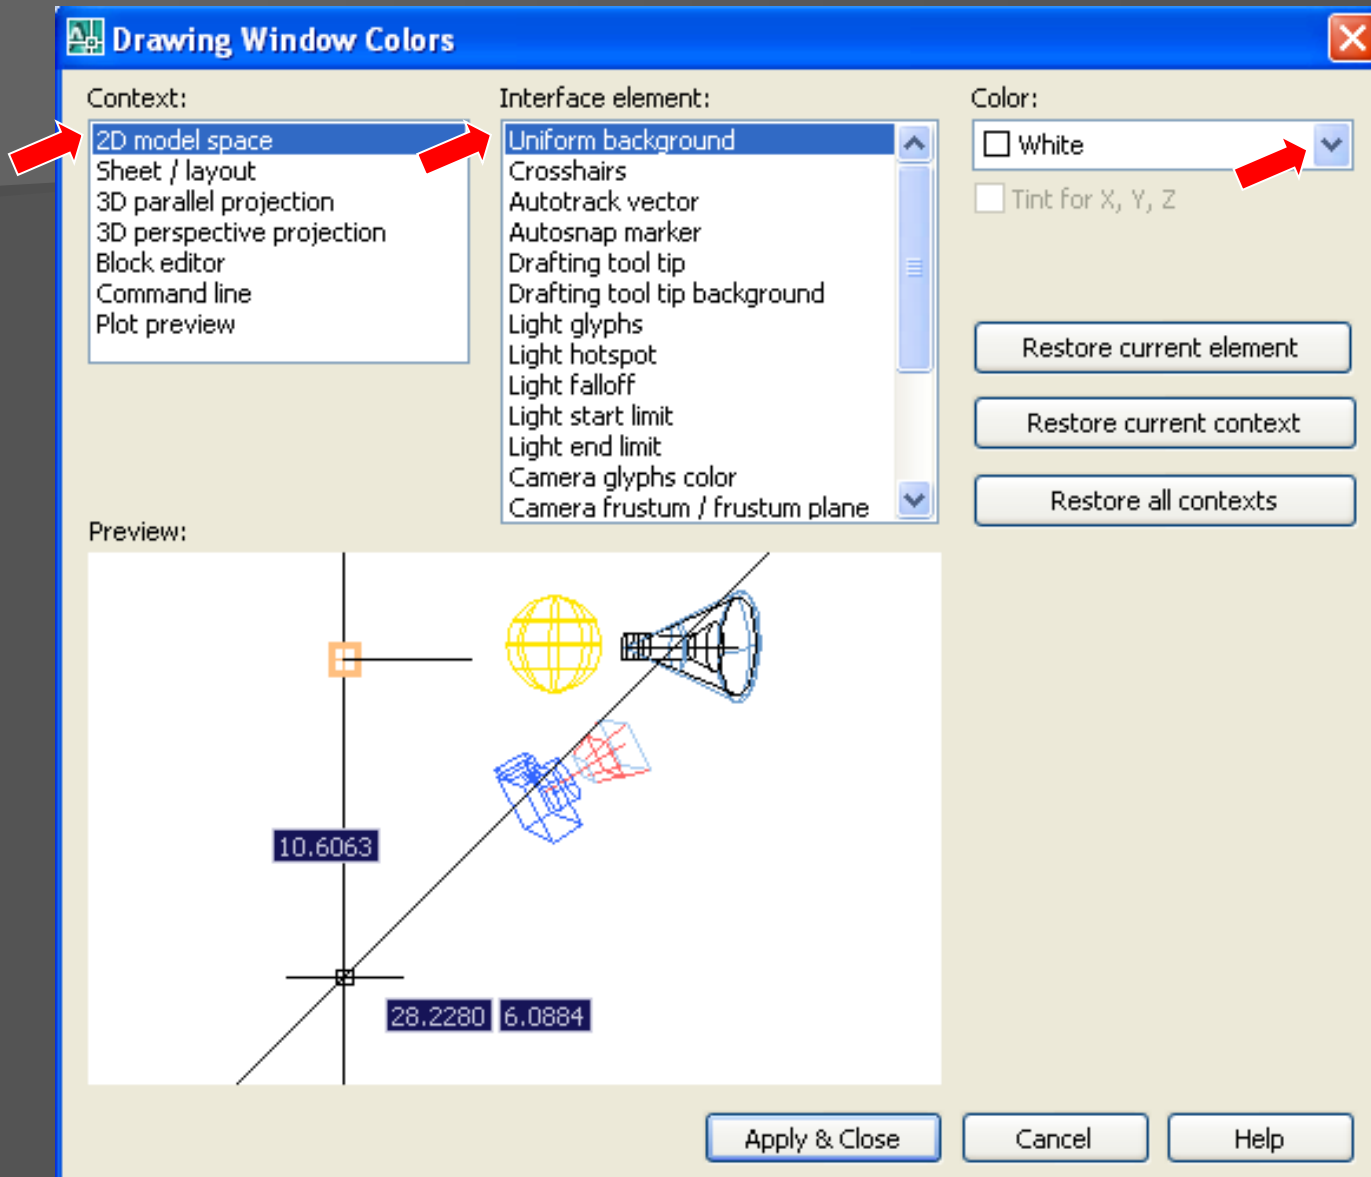 Drawing Window Colors
Context:
2D model space
Sheet / layout
3D parallel projection
3D perspective projection
Block editor
Command line
Plot preview
Interface element:
Uniform background
Crosshairs
Autotrack vector
Autosnap marker
Drafting tool tip
Drafting tool tip background
Light glyphs
Light hotspot
Light falloff
Light start limit
Light end limit
Camera glyphs color
Camera frustum / frustum plane
Color:
White
Tint for X, Y, Z
Restore current element
Restore current context
Restore all contexts
Preview:
10.6063
28.2280 6.0884
Apply & Close
Cancel
Help